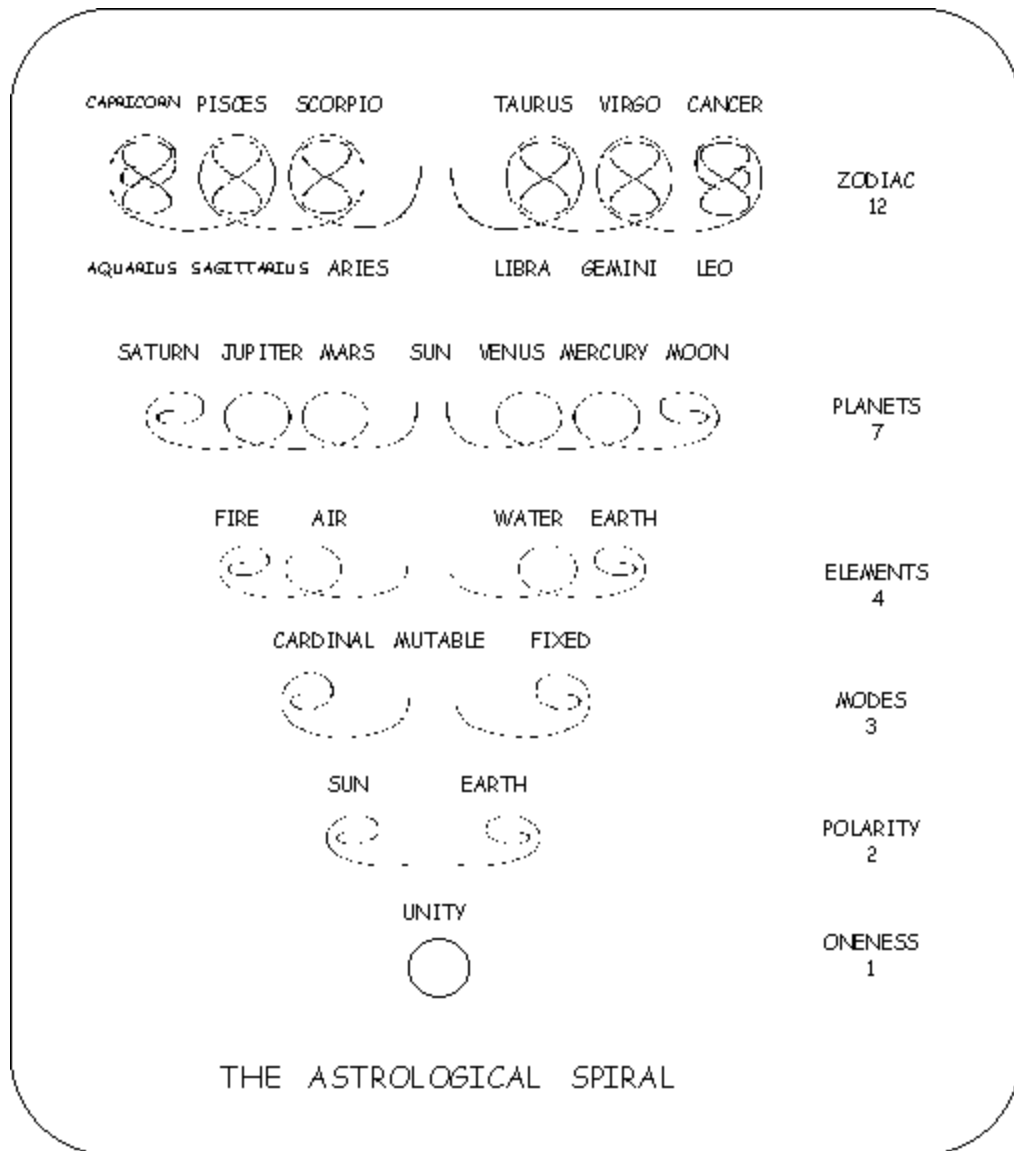 CAPRICORN PISCES SCORPIO TAURUS VIRGO CANCER
ZODIAC
12
AQUARIUS SAGITTARIUS ARIES LIBRA GEMINI LEO
SATURN JUPITER MARS SUN VENUS MERCURY MOON
PLANETS
7
FIRE AIR WATER EARTH
ELEMENTS
4
CARDINAL MUTABLE FIXED
MODES
3
SUN EARTH
POLARITY
2
UNITY
ONENESS
1
THE ASTROLOGICAL SPIRAL